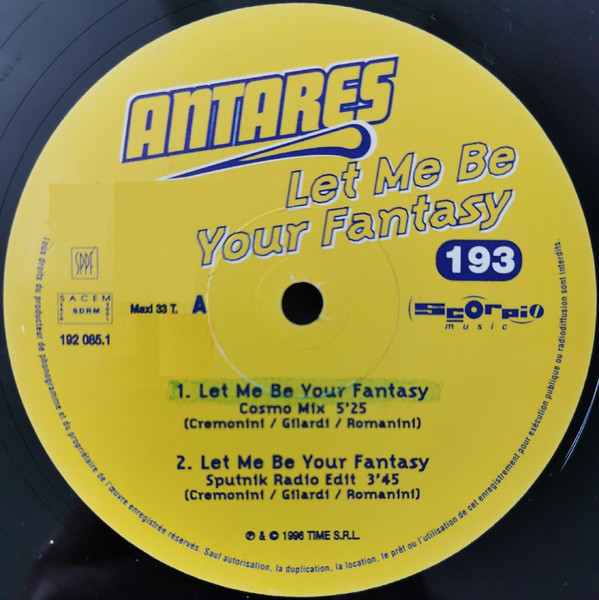 ANTARES
Let Me Be
Your Fantasy
193
SPPF
SACEM
SDRM
SACD
SGDL
192 085.1
Maxi 33 T.
A
Scorpio
music
1. Let Me Be Your Fantasy
Cosmo Mix 5'25
(Cremonini / Gilardi / Romanini)
2. Let Me Be Your Fantasy
Sputnik Radio Edit 3'45
(Cremonini / Gilardi / Romanini)
℗ & © 1996 TIME S.R.L.
Tous droits du producteur de phonogramme et du propriétaire de l'œuvre enregistrée réservés. Sauf autorisation, la duplication, la location, le prêt ou l'utilisation de cet enregistrement pour exécution publique ou radiodiffusion sont interdits.